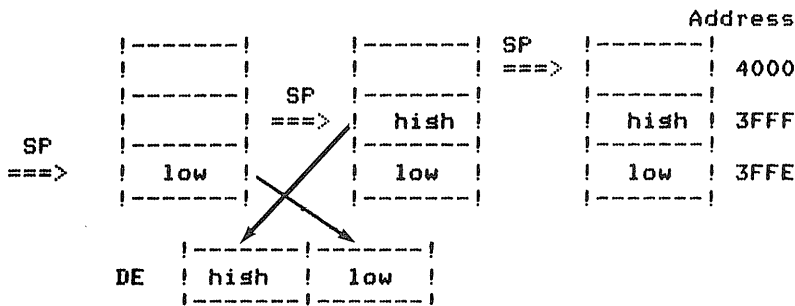 Address
!-------! !-------! SP !-------!
! ! ! ! ===> ! ! 4000
!-------! SP !-------! !-------!
! ! ===> ! high ! ! high ! 3FFF
SP !-------! !-------! !-------!
===> ! low ! ! low ! ! low ! 3FFE
!-------! !-------! !-------!
!-------!-------!
DE ! high ! low !
!-------!-------!